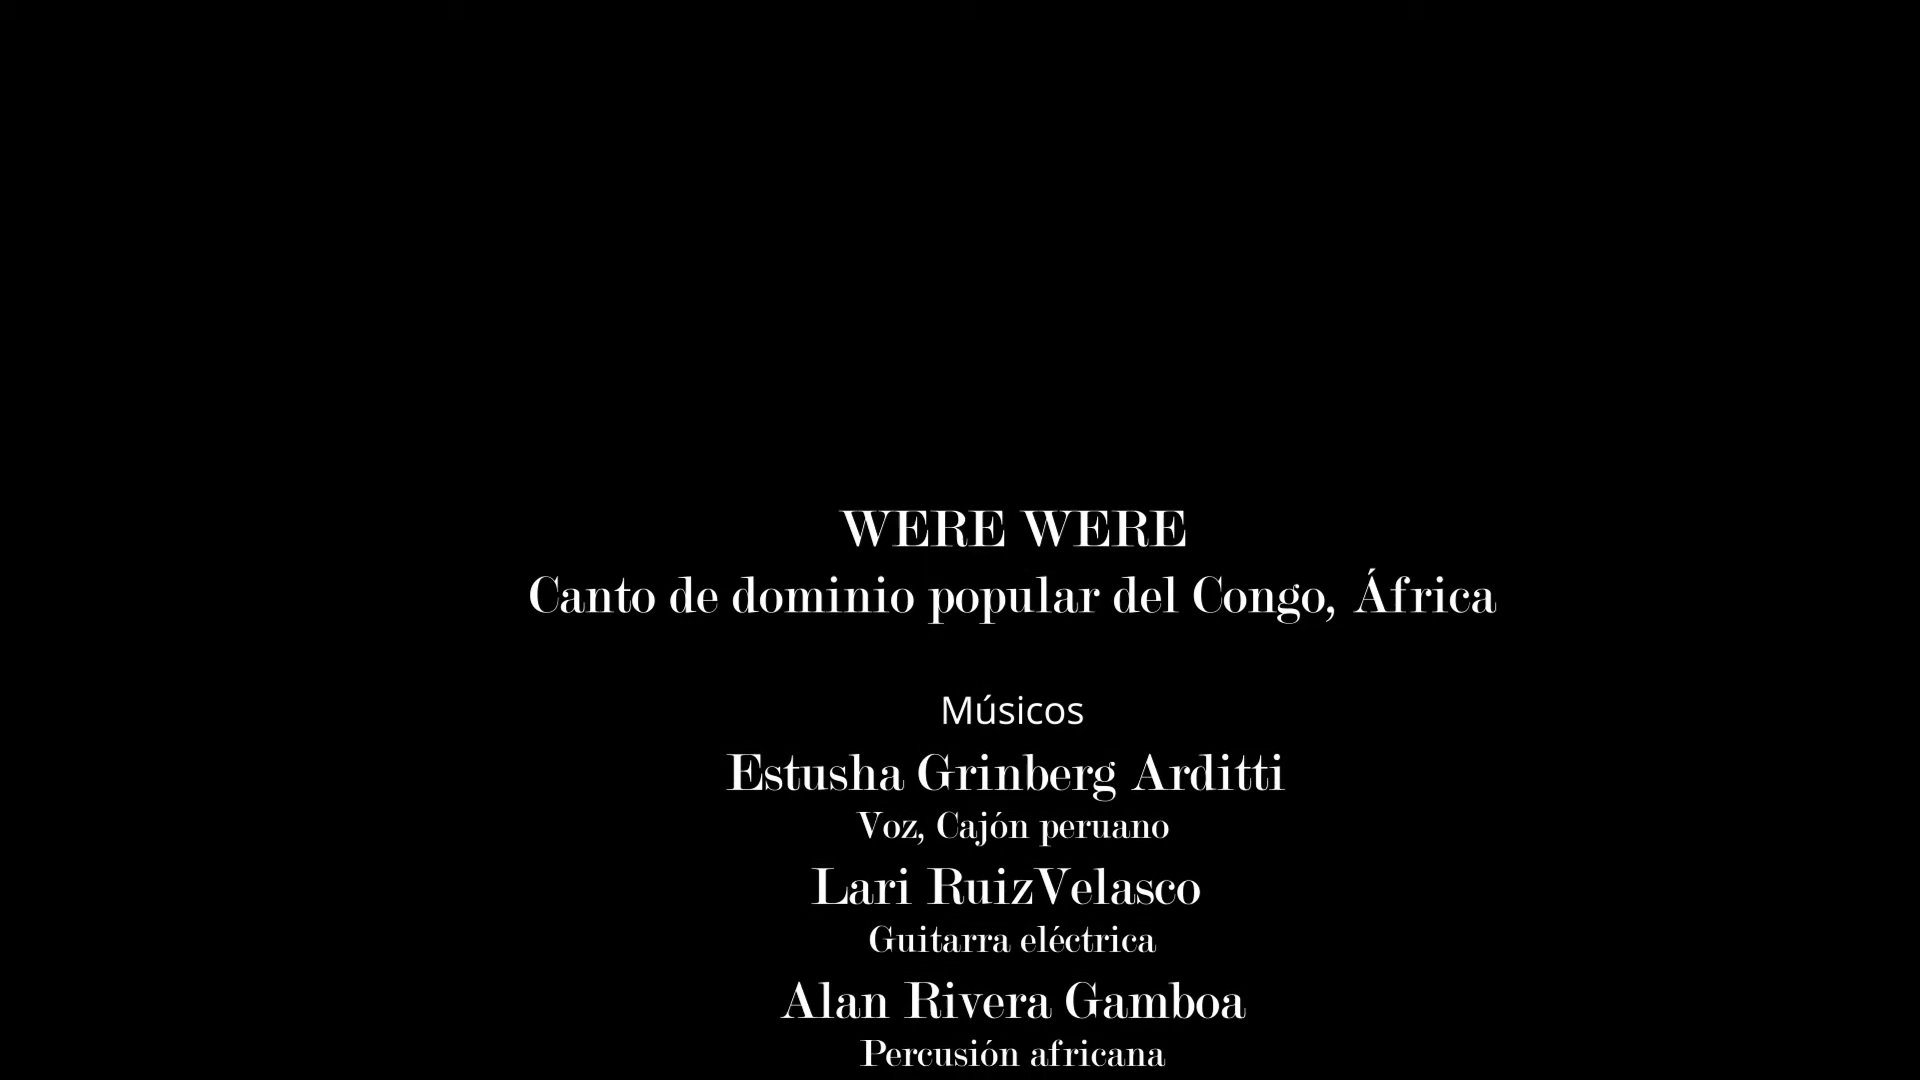 WERE WERE
Canto de dominio popular del Congo, África
Músicos
Estusha Grinberg Arditti
Voz, Cajón peruano
Lari RuizVelasco
Guitarra eléctrica
Alan Rivera Gamboa
Percusión africana